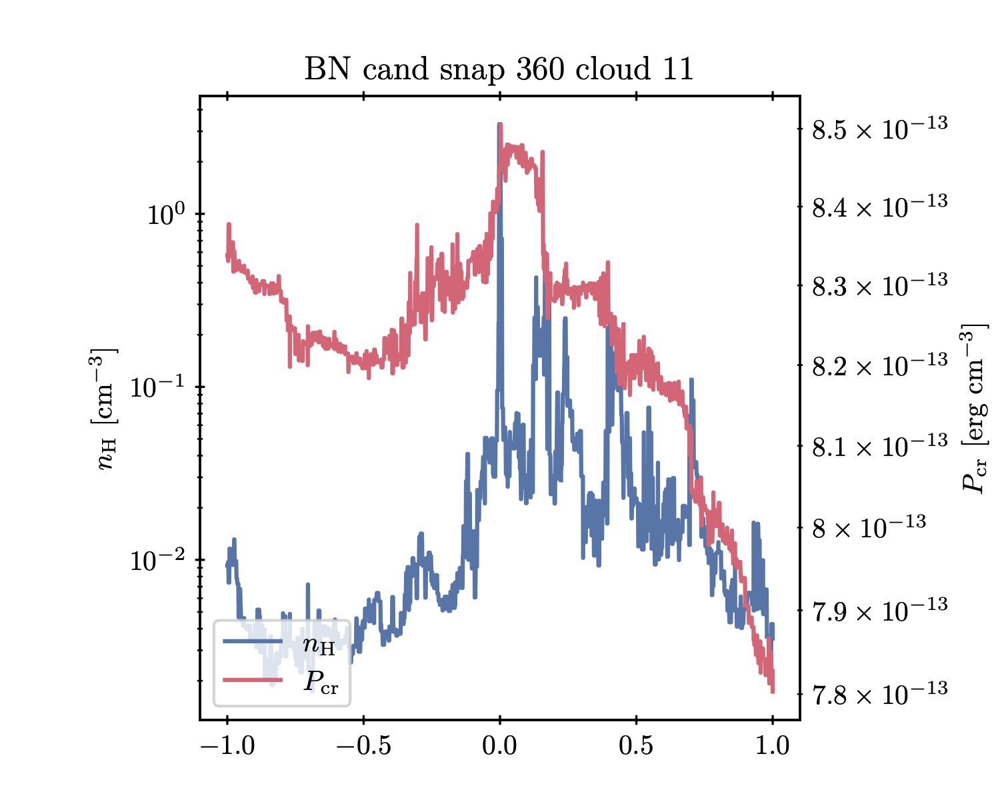 BN cand snap 360 cloud 11
10⁰
10⁻¹
10⁻²
n_H [cm⁻³]
8.5 × 10⁻¹³
8.4 × 10⁻¹³
8.3 × 10⁻¹³
8.2 × 10⁻¹³
8.1 × 10⁻¹³
8 × 10⁻¹³
7.9 × 10⁻¹³
7.8 × 10⁻¹³
P_cr [erg cm⁻³]
n_H
P_cr
−1.0 −0.5 0.0 0.5 1.0